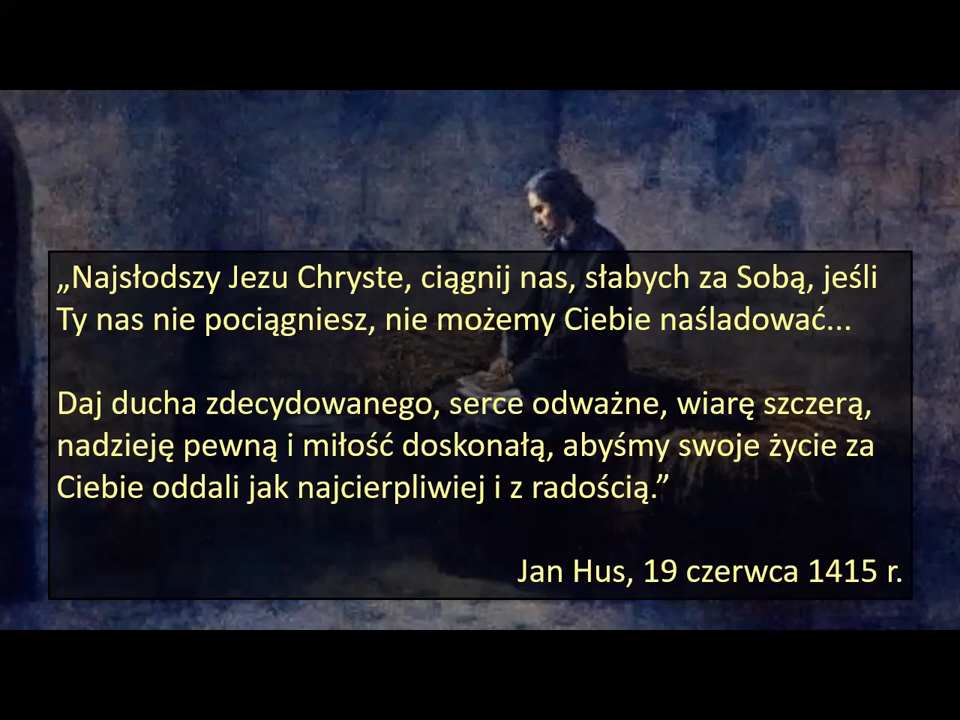 „Najsłodszy Jezu Chryste, ciągnij nas, słabych za Sobą, jeśli
Ty nas nie pociągniesz, nie możemy Ciebie naśladować...
Daj ducha zdecydowanego, serce odważne, wiarę szczerą,
nadzieję pewną i miłość doskonałą, abyśmy swoje życie za
Ciebie oddali jak najcierpliwiej i z radością.”
Jan Hus, 19 czerwca 1415 r.